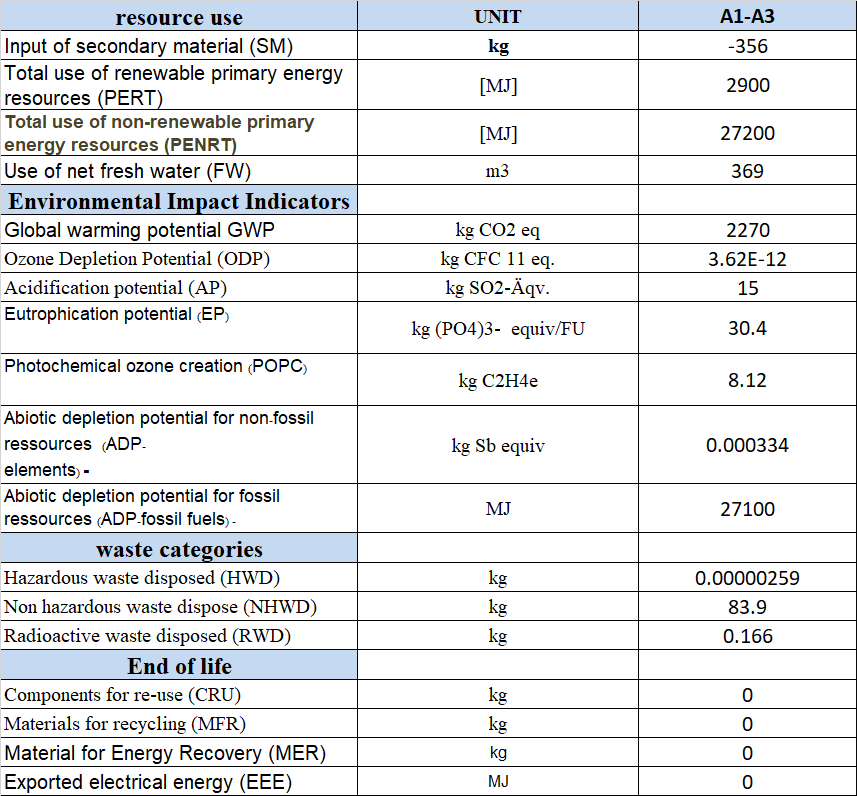 resource use UNIT A1-A3
Input of secondary material (SM) kg -356
Total use of renewable primary energy
resources (PERT) [MJ] 2900
Total use of non-renewable primary
energy resources (PENRT) [MJ] 27200
Use of net fresh water (FW) m3 369
Environmental Impact Indicators
Global warming potential GWP kg CO2 eq 2270
Ozone Depletion Potential (ODP) kg CFC 11 eq. 3.62E-12
Acidification potential (AP) kg SO2-Äqv. 15
Eutrophication potential (EP) kg (PO4)3- equiv/FU 30.4
Photochemical ozone creation (POPC) kg C2H4e 8.12
Abiotic depletion potential for non-fossil
ressources (ADP-
elements) - kg Sb equiv 0.000334
Abiotic depletion potential for fossil
ressources (ADP-fossil fuels) - MJ 27100
waste categories
Hazardous waste disposed (HWD) kg 0.00000259
Non hazardous waste dispose (NHWD) kg 83.9
Radioactive waste disposed (RWD) kg 0.166
End of life
Components for re-use (CRU) kg 0
Materials for recycling (MFR) kg 0
Material for Energy Recovery (MER) kg 0
Exported electrical energy (EEE) MJ 0